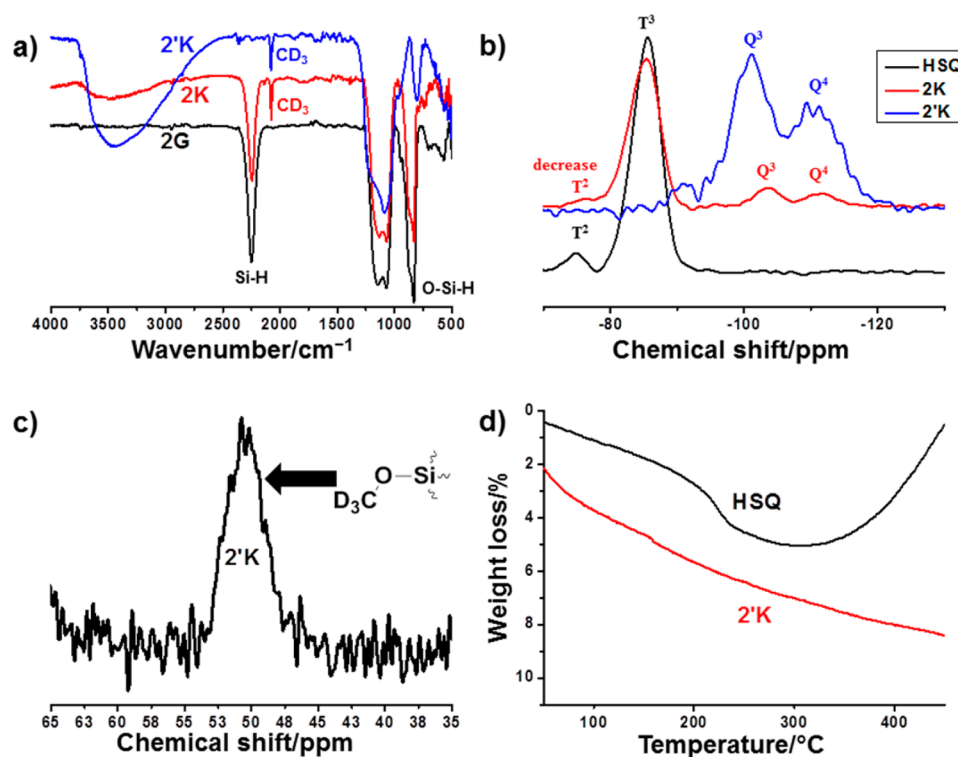 a)
2'K
CD3
2K
CD3
2G
Si-H
O-Si-H
4000 3500 3000 2500 2000 1500 1000 500
Wavenumber/cm⁻¹
b)
T³
Q³
Q⁴
HSQ
2K
2'K
decrease
T²
Q³
Q⁴
T²
-80 -100 -120
Chemical shift/ppm
c)
O
Si
D3C
2'K
65 63 60 58 55 53 50 48 45 43 40 38 35
Chemical shift/ppm
d)
0
2
4
6
8
10
Weight loss/%
HSQ
2'K
100 200 300 400
Temperature/°C